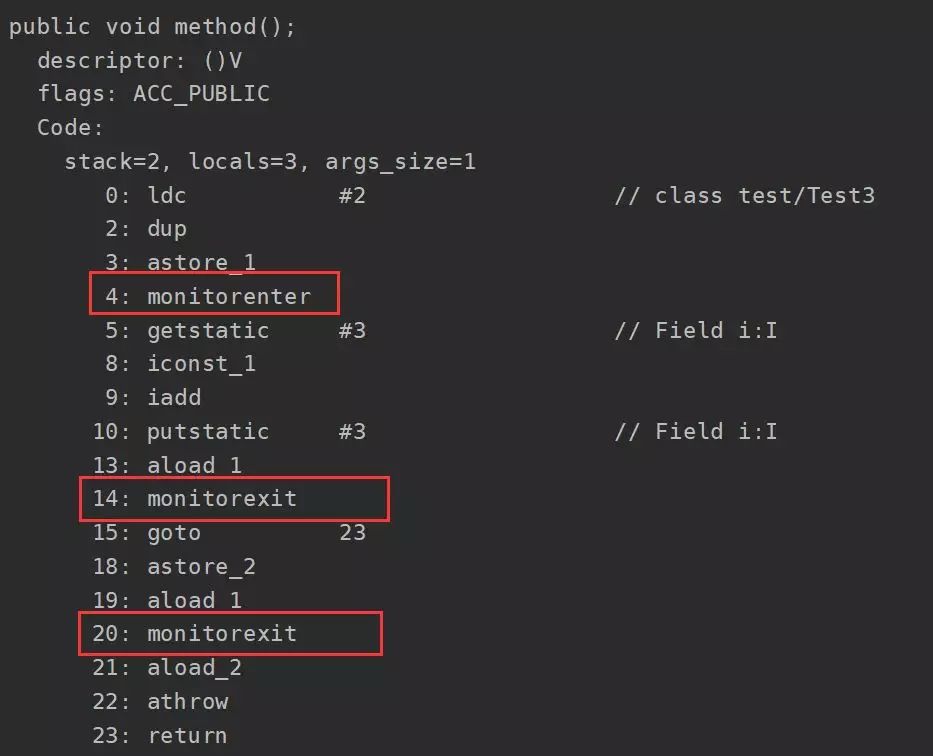 public void method();
descriptor: ()V
flags: ACC_PUBLIC
Code:
stack=2, locals=3, args_size=1
0: ldc #2 // class test/Test3
2: dup
3: astore_1
4: monitorenter
5: getstatic #3 // Field i:I
8: iconst_1
9: iadd
10: putstatic #3 // Field i:I
13: aload_1
14: monitorexit
15: goto 23
18: astore_2
19: aload_1
20: monitorexit
21: aload_2
22: athrow
23: return